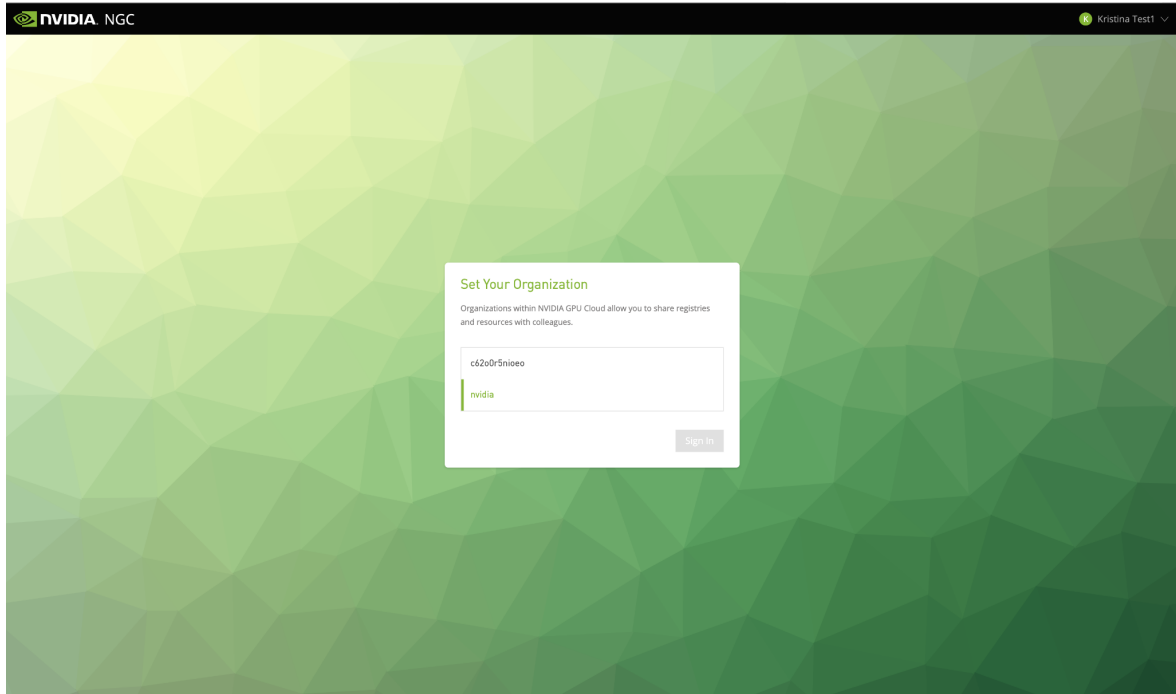 NVIDIA. NGC
K Kristina Test1
Set Your Organization
Organizations within NVIDIA GPU Cloud allow you to share registries
and resources with colleagues.
c62o0r5nioeo
nvidia
Sign In